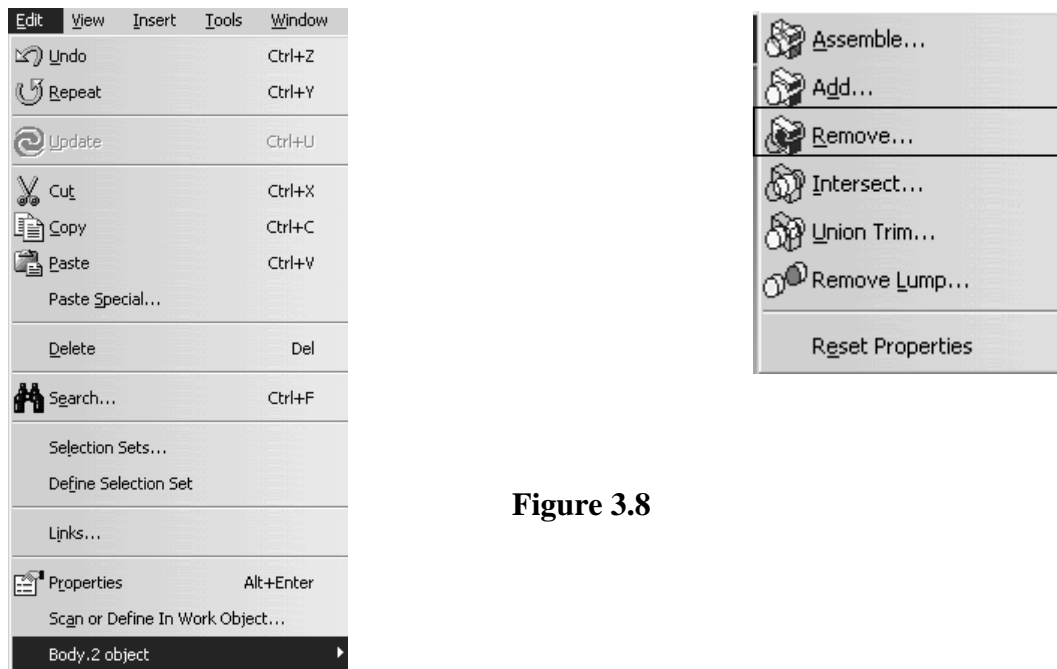 Edit View Insert Tools Window
Undo Ctrl+Z
Repeat Ctrl+Y
Update Ctrl+U
Cut Ctrl+X
Copy Ctrl+C
Paste Ctrl+V
Paste Special...
Delete Del
Search... Ctrl+F
Selection Sets...
Define Selection Set
Links...
Properties Alt+Enter
Scan or Define In Work Object...
Body.2 object
Assemble...
Add...
Remove...
Intersect...
Union Trim...
Remove Lump...
Reset Properties
Figure 3.8